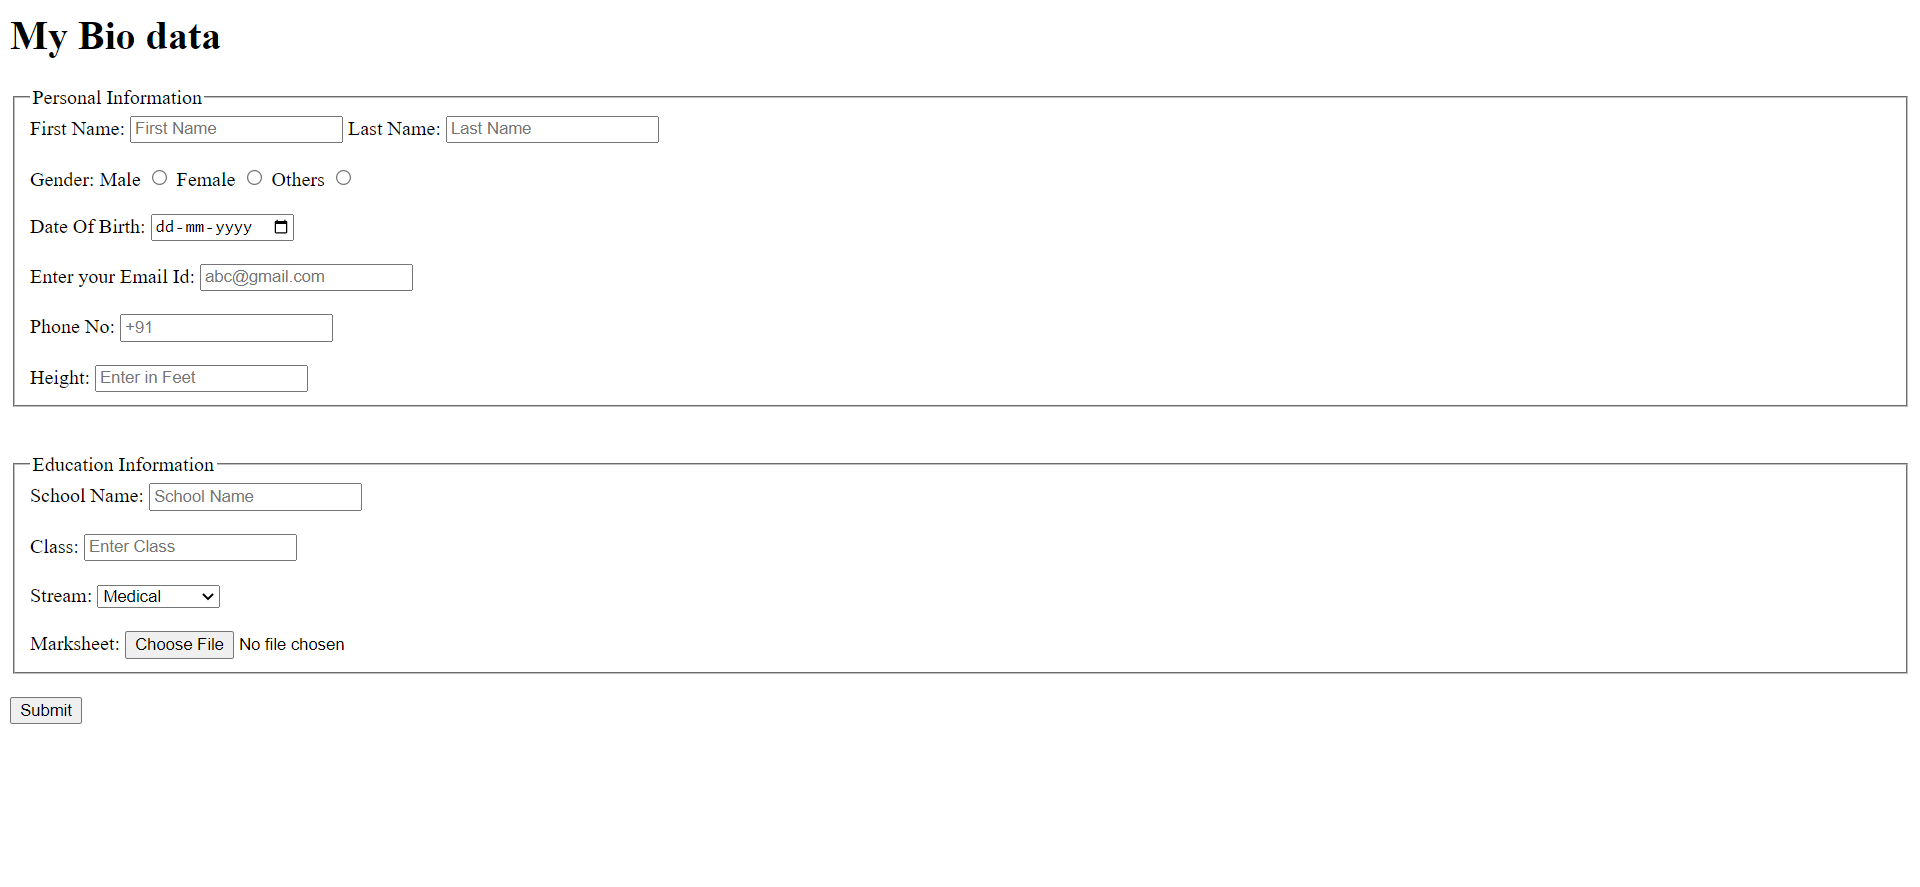 My Bio data
Personal Information
First Name: First Name Last Name: Last Name
Gender: Male Female Others
Date Of Birth: dd-mm-yyyy
Enter your Email Id: abc@gmail.com
Phone No: +91
Height: Enter in Feet
Education Information
School Name: School Name
Class: Enter Class
Stream: Medical
Marksheet: Choose File No file chosen
Submit